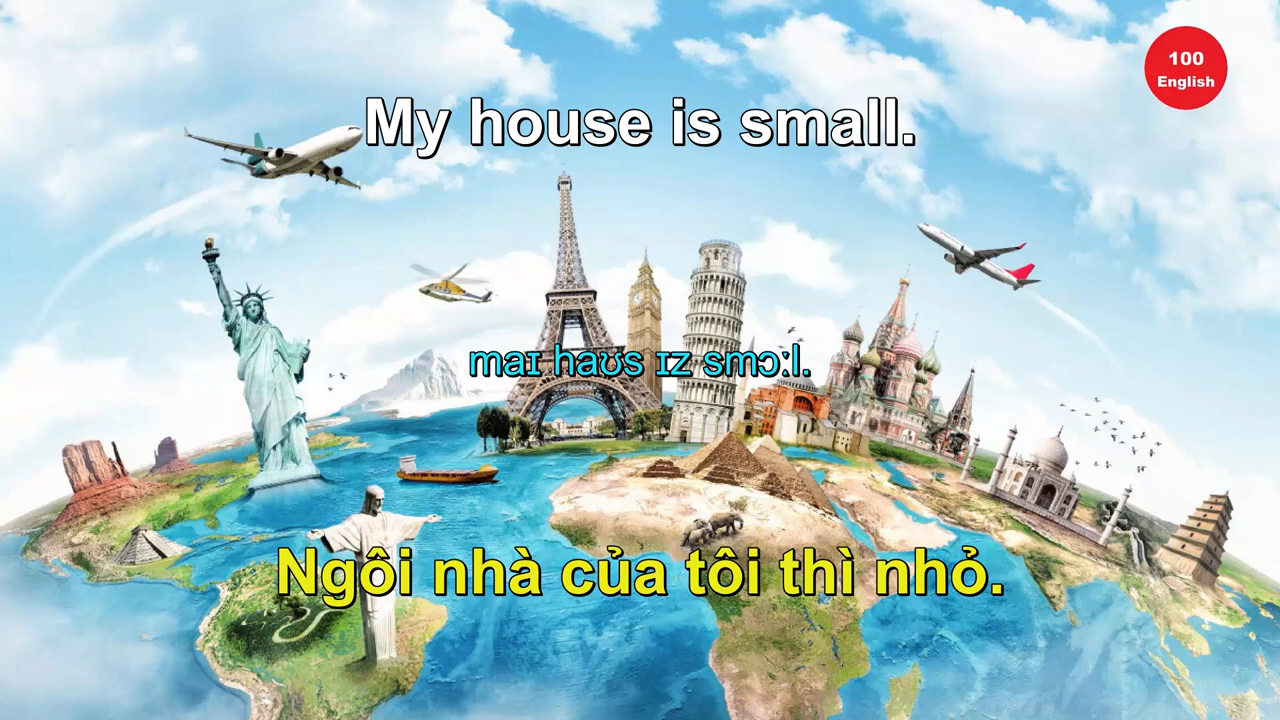 100
English
My house is small.
maɪ haʊs ɪz smɔːl.
Ngôi nhà của tôi thì nhỏ.